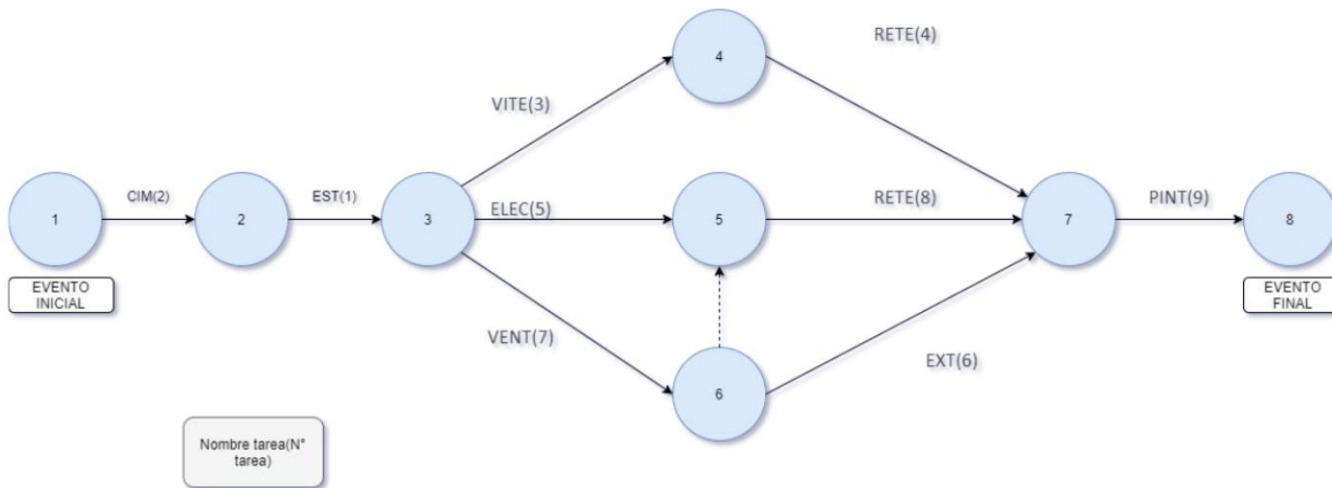 4
RETE(4)
VITE(3)
1
CIM(2)
2
EST(1)
3
ELEC(5)
5
RETE(8)
7
PINT(9)
8
EVENTO
INICIAL
EVENTO
FINAL
VENT(7)
EXT(6)
6
Nombre tarea(N°
tarea)